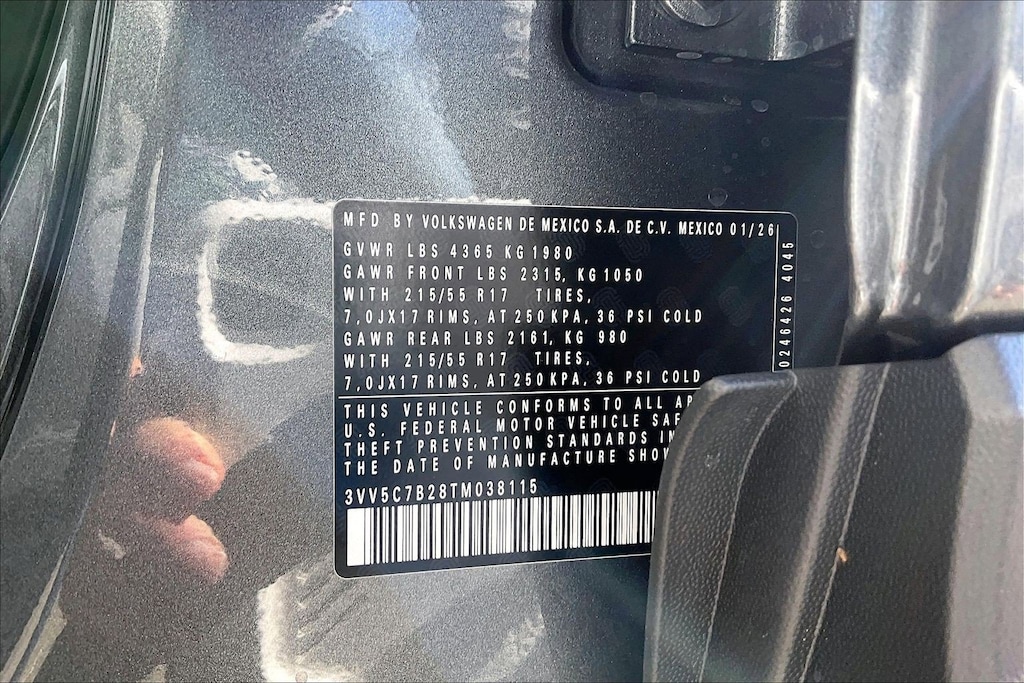 MFD BY VOLKSWAGEN DE MEXICO S.A. DE C.V. MEXICO 01/26
GVWR LBS 4365 KG 1980
GAWR FRONT LBS 2315, KG 1050
WITH 215/55 R17 TIRES,
7,0JX17 RIMS, AT 250 KPA, 36 PSI COLD
GAWR REAR LBS 2161, KG 980
WITH 215/55 R17 TIRES,
7,0JX17 RIMS, AT 250 KPA, 36 PSI COLD
THIS VEHICLE CONFORMS TO ALL
U.S. FEDERAL MOTOR VEHICLE
THEFT PREVENTION STANDARDS
THE DATE OF MANUFACTURE
3VV5C7B28TM038115
0246426 4045